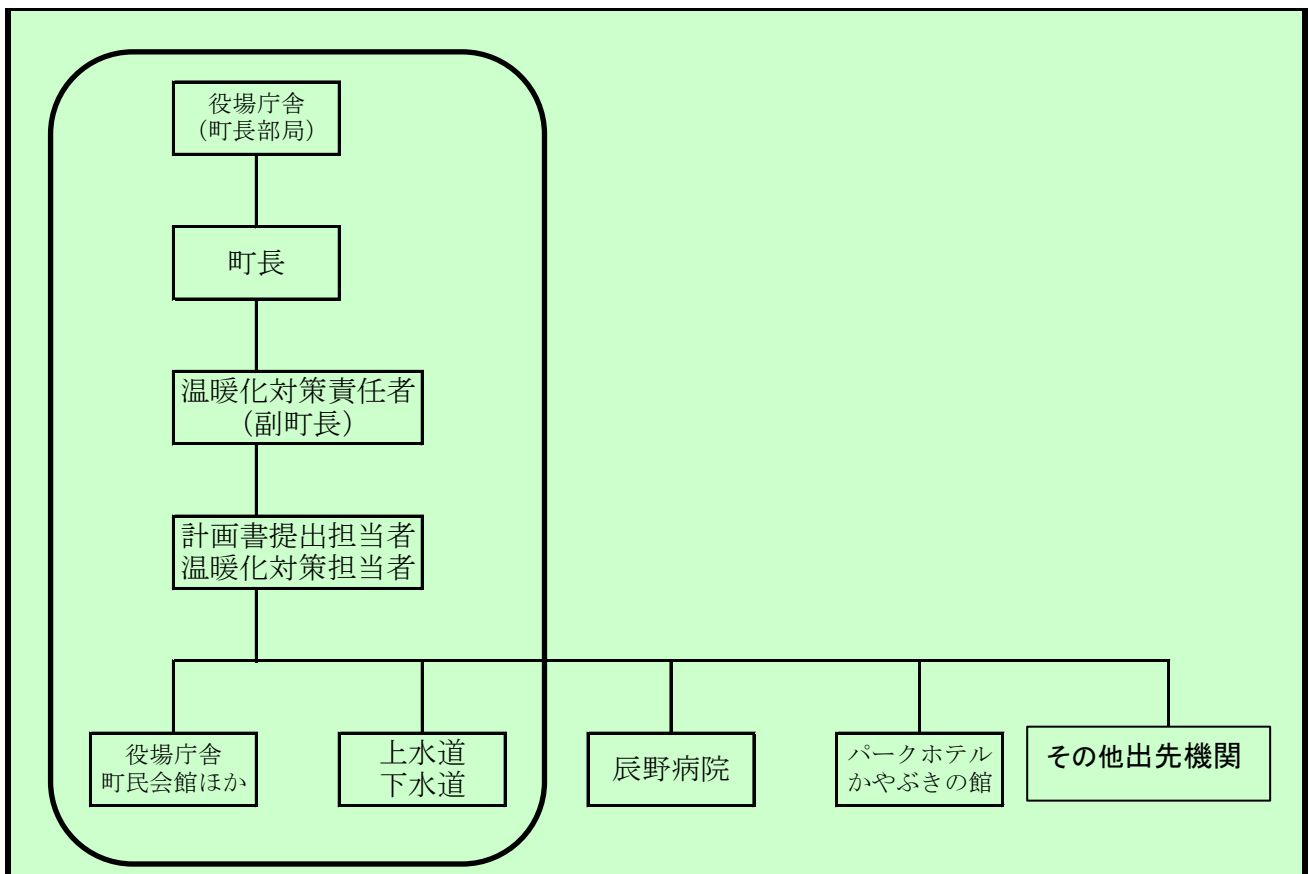 役場庁舎
（町長部局）
町長
温暖化対策責任者
（副町長）
計画書提出担当者
温暖化対策担当者
役場庁舎
町民会館ほか
上水道
下水道
辰野病院
パークホテル
かやぶきの館
その他出先機関